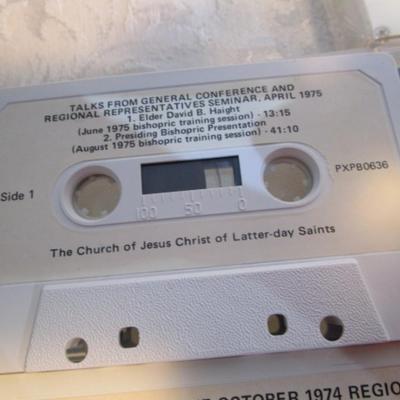 TALKS FROM GENERAL CONFERENCE AND
REGIONAL REPRESENTATIVES SEMINAR, APRIL 1975
1. Elder David B. Haight
(June 1975 bishopric training session) - 13:15
2. Presiding Bishopric Presentation
(August 1975 bishopric training session) - 41:10
Side 1
PXPB0636
100 50 0
The Church of Jesus Christ of Latter-day Saints
OCTOBER 1974 REGIO